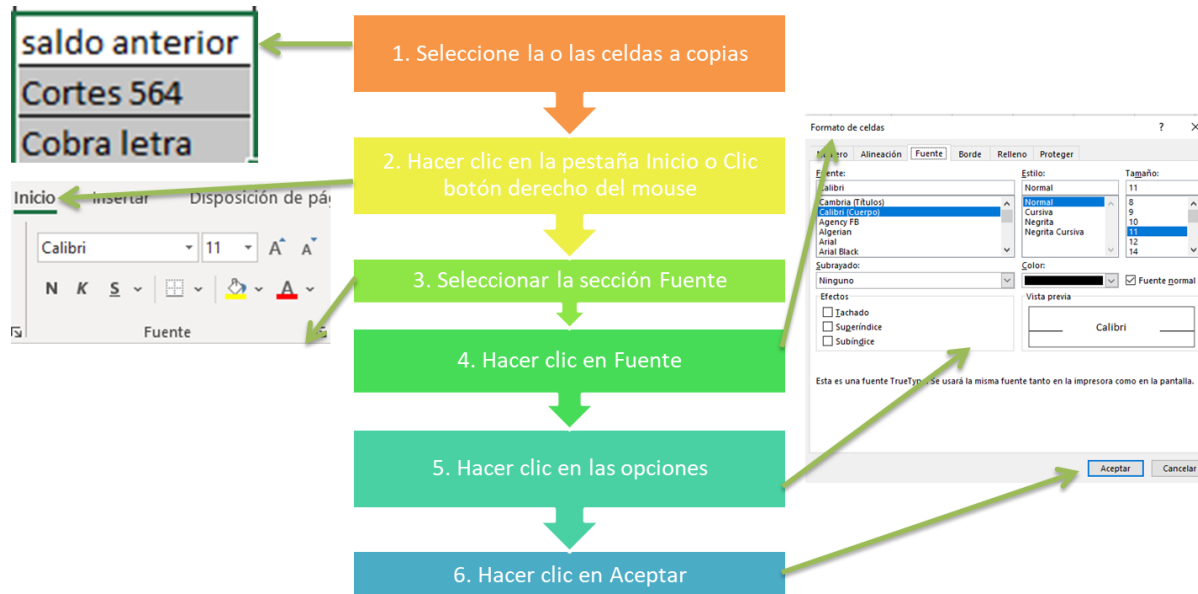 saldo anterior
Cortes 564
Cobra letra
Inicio Insertar Disposición de pá
Calibri 11 A A
N K S A
Fuente
1. Seleccione la o las celdas a copias
2. Hacer clic en la pestaña Inicio o Clic
botón derecho del mouse
3. Seleccionar la sección Fuente
4. Hacer clic en Fuente
5. Hacer clic en las opciones
6. Hacer clic en Aceptar
Formato de celdas ? X
Alineación Fuente Borde Relleno Proteger
Fuente: Estilo: Tamaño:
Calibri Normal 11
Cambria (Títulos) Normal 8
Calibri (Cuerpo) Cursiva 9
Agency FB Negrita 10
Algerian Negrita Cursiva 11
Arial 12
Arial Black 14
Subrayado: Color:
Ninguno Fuente normal
Efectos Vista previa
Tachado
Superíndice Calibri
Subíndice
Esta es una fuente TrueType. Se usará la misma fuente tanto en la impresora como en la pantalla.
Aceptar Cancelar